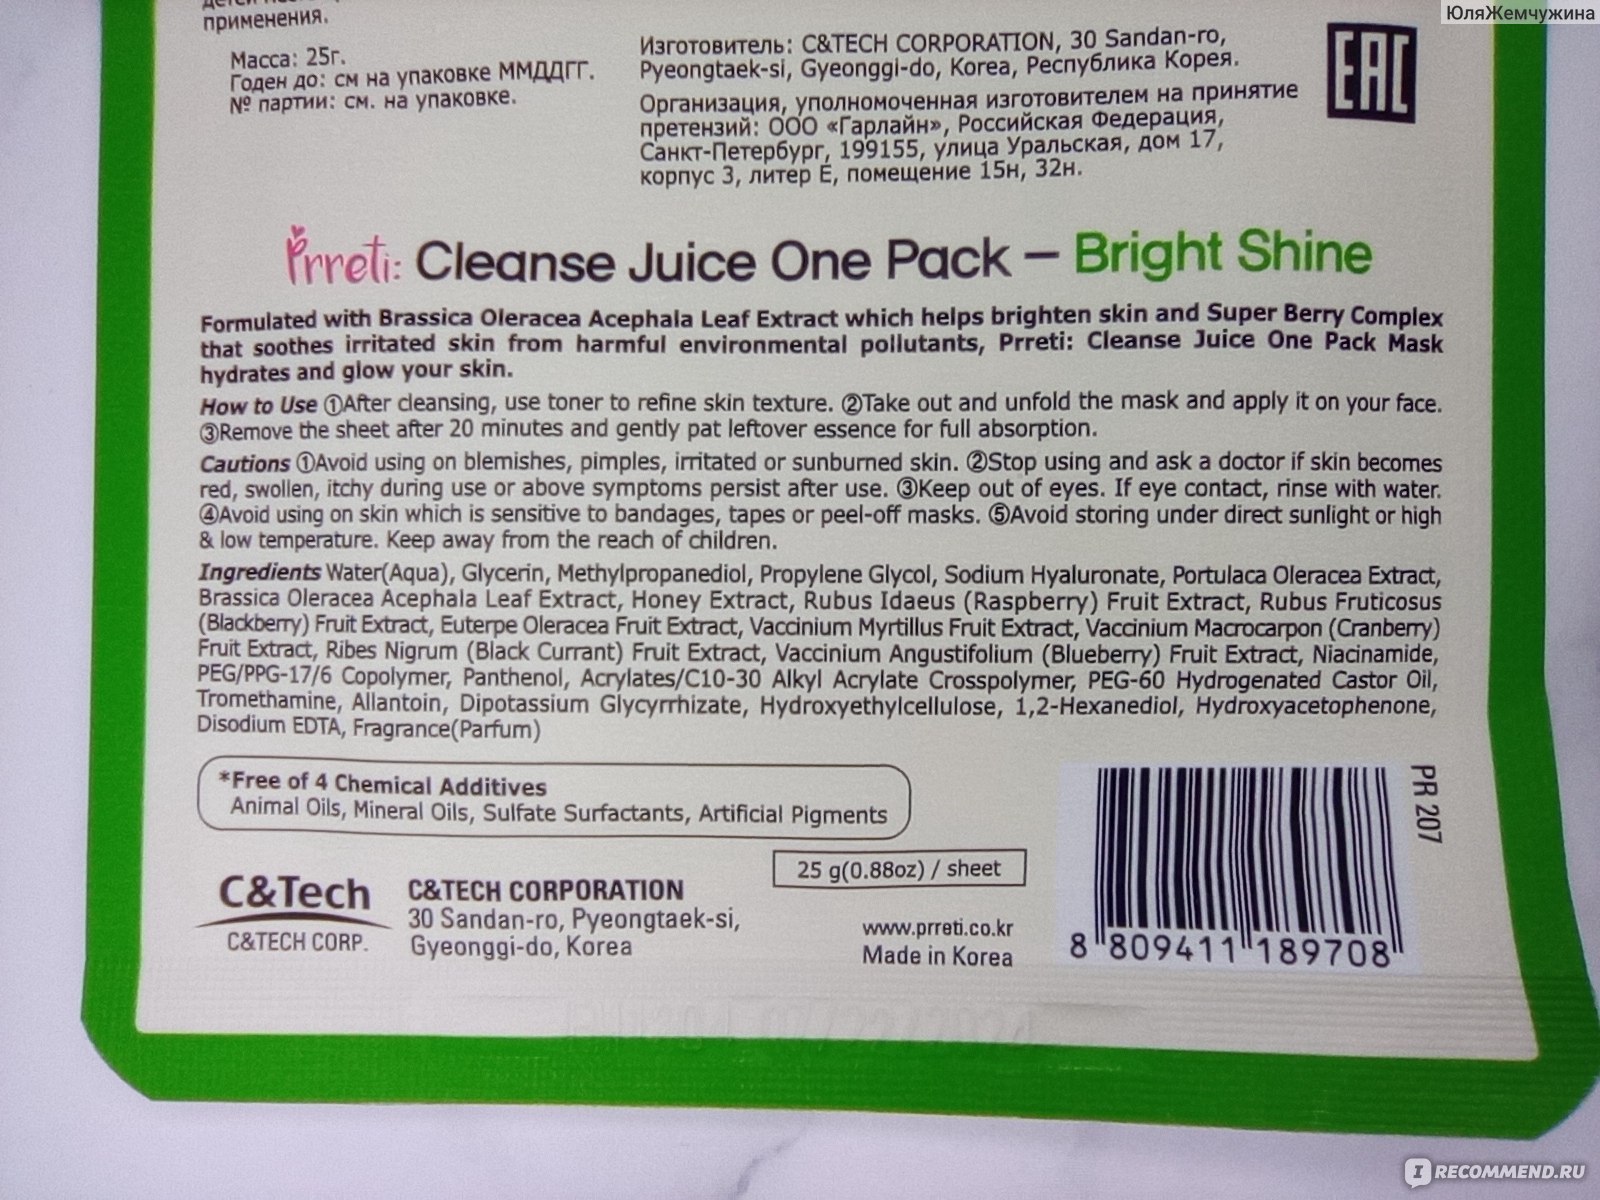 ЮляЖемчужина
применения.
Масса: 25г.
Годен до: см на упаковке ММДДГГ.
№ партии: см. на упаковке.
Изготовитель: C&TECH CORPORATION, 30 Sandan-ro,
Pyeongtaek-si, Gyeonggi-do, Korea, Республика Корея.
Организация, уполномоченная изготовителем на принятие
претензий: ООО «Гарлайн», Российская Федерация,
Санкт-Петербург, 199155, улица Уральская, дом 17,
корпус 3, литер Е, помещение 15н, 32н.
EAC
Prreti: Cleanse Juice One Pack – Bright Shine
Formulated with Brassica Oleracea Acephala Leaf Extract which helps brighten skin and Super Berry Complex
that soothes irritated skin from harmful environmental pollutants, Prreti: Cleanse Juice One Pack Mask
hydrates and glow your skin.
How to Use ①After cleansing, use toner to refine skin texture. ②Take out and unfold the mask and apply it on your face.
③Remove the sheet after 20 minutes and gently pat leftover essence for full absorption.
Cautions ①Avoid using on blemishes, pimples, irritated or sunburned skin. ②Stop using and ask a doctor if skin becomes
red, swollen, itchy during use or above symptoms persist after use. ③Keep out of eyes. If eye contact, rinse with water.
④Avoid using on skin which is sensitive to bandages, tapes or peel-off masks. ⑤Avoid storing under direct sunlight or high
& low temperature. Keep away from the reach of children.
Ingredients Water(Aqua), Glycerin, Methylpropanediol, Propylene Glycol, Sodium Hyaluronate, Portulaca Oleracea Extract,
Brassica Oleracea Acephala Leaf Extract, Honey Extract, Rubus Idaeus (Raspberry) Fruit Extract, Rubus Fruticosus
(Blackberry) Fruit Extract, Euterpe Oleracea Fruit Extract, Vaccinium Myrtillus Fruit Extract, Vaccinium Macrocarpon (Cranberry)
Fruit Extract, Ribes Nigrum (Black Currant) Fruit Extract, Vaccinium Angustifolium (Blueberry) Fruit Extract, Niacinamide,
PEG/PPG-17/6 Copolymer, Panthenol, Acrylates/C10-30 Alkyl Acrylate Crosspolymer, PEG-60 Hydrogenated Castor Oil,
Tromethamine, Allantoin, Dipotassium Glycyrrhizate, Hydroxyethylcellulose, 1,2-Hexanediol, Hydroxyacetophenone,
Disodium EDTA, Fragrance(Parfum)
*Free of 4 Chemical Additives
Animal Oils, Mineral Oils, Sulfate Surfactants, Artificial Pigments
PR 207
25 g(0.88oz) / sheet
C&Tech
C&TECH CORP.
C&TECH CORPORATION
30 Sandan-ro, Pyeongtaek-si,
Gyeonggi-do, Korea
www.prreti.co.kr
Made in Korea
8 809411 189708
IRECOMMEND.RU